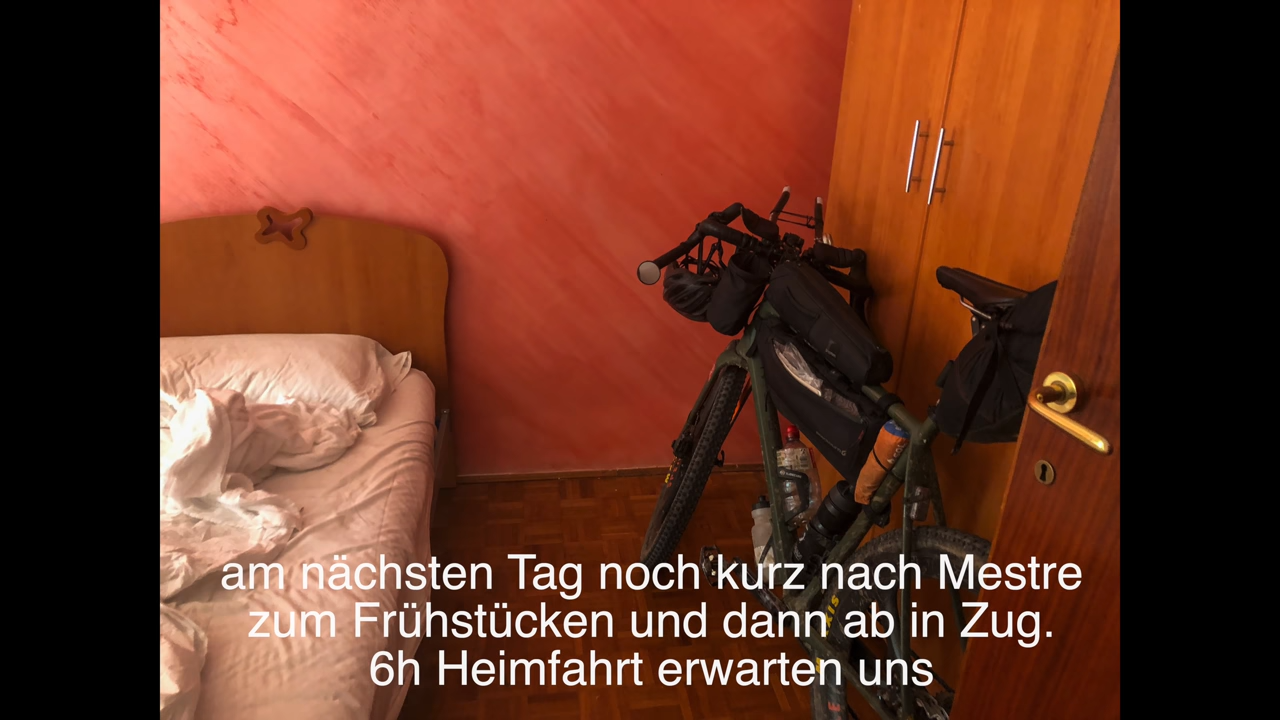 am nächsten Tag noch kurz nach Mestre
zum Frühstücken und dann ab in Zug.
6h Heimfahrt erwarten uns